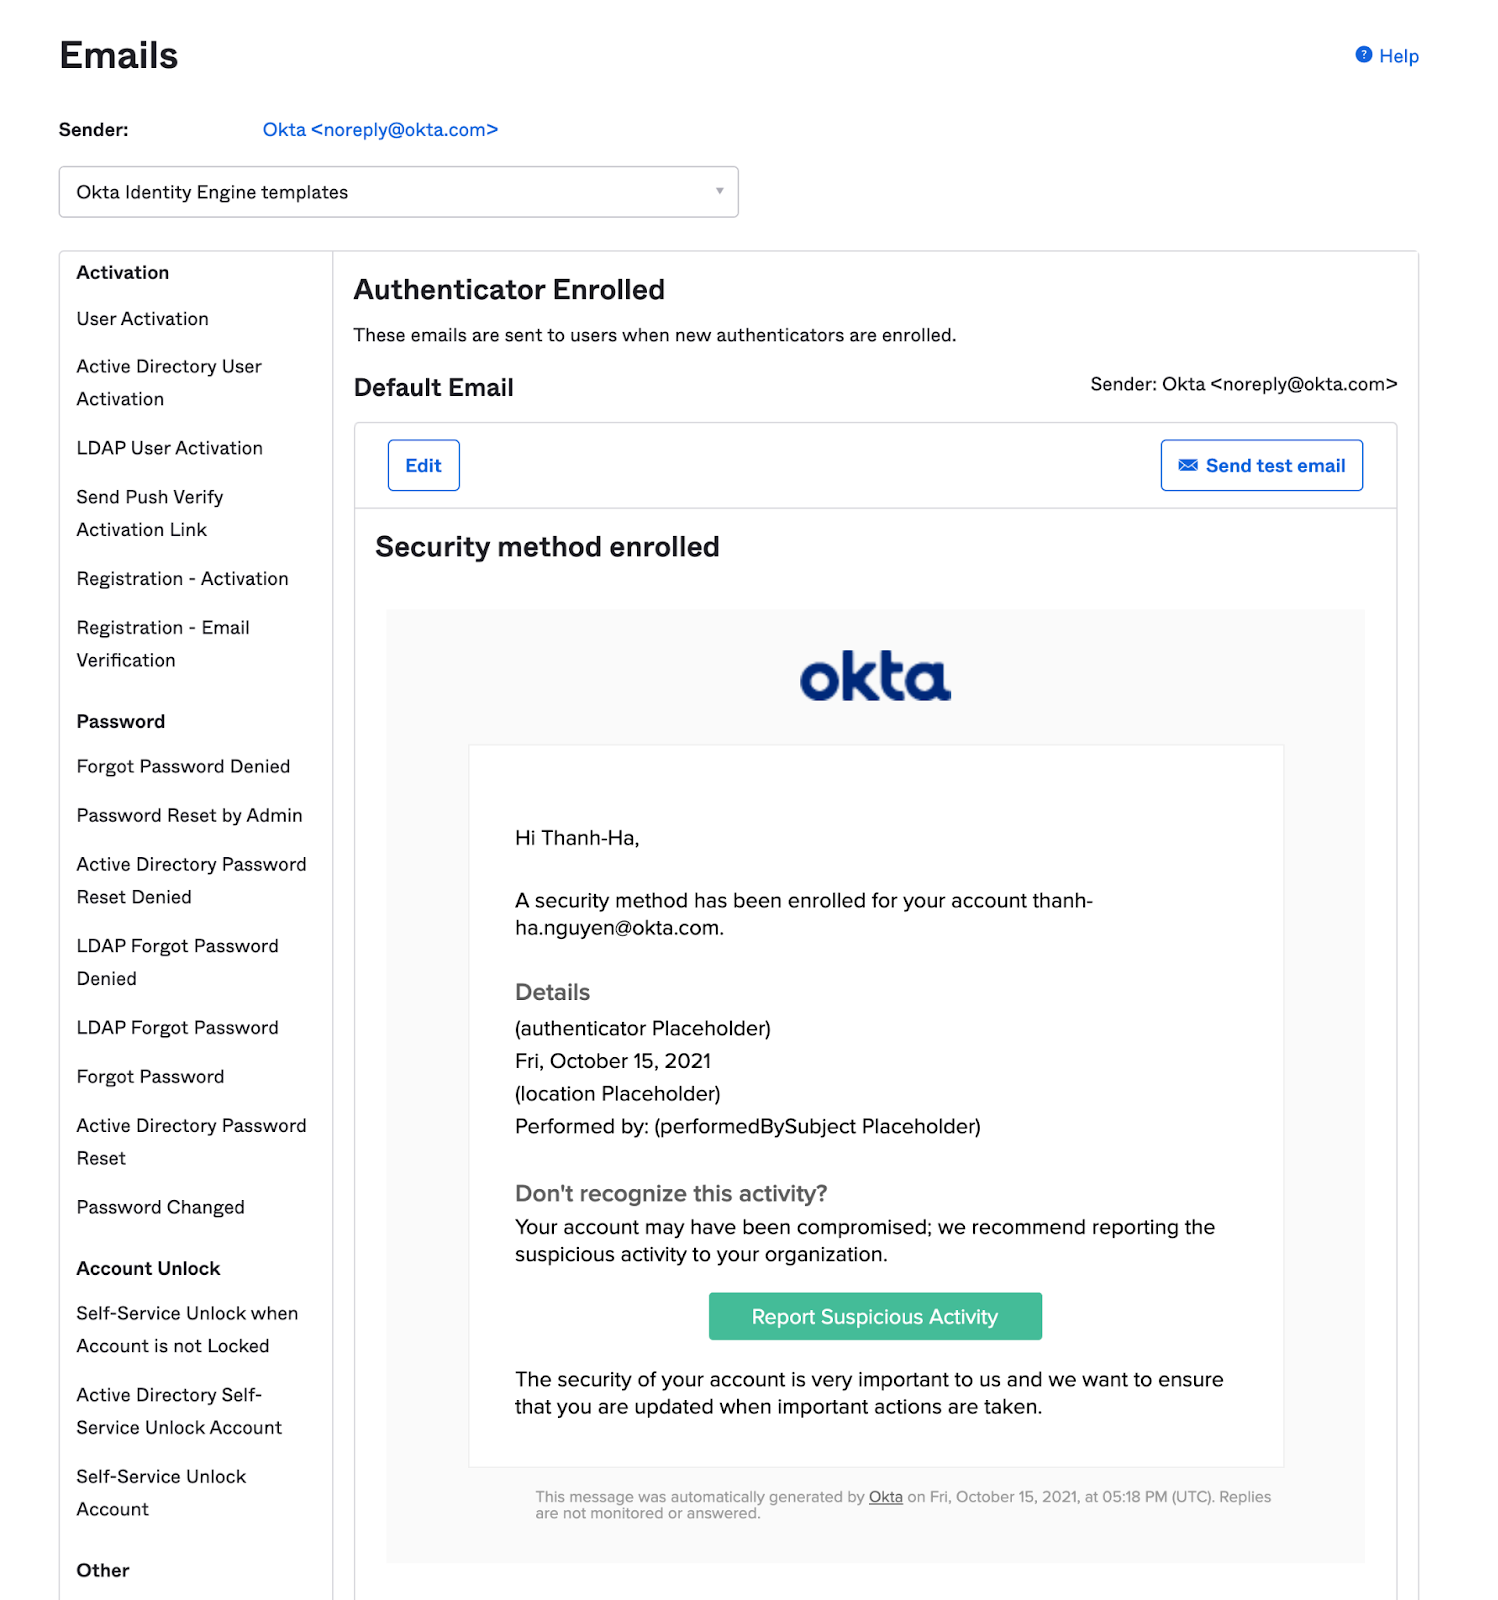 Emails
Help
Sender:
Okta <noreply@okta.com>
Okta Identity Engine templates
Activation
User Activation
Active Directory User
Activation
LDAP User Activation
Send Push Verify
Activation Link
Registration - Activation
Registration - Email
Verification
Password
Forgot Password Denied
Password Reset by Admin
Active Directory Password
Reset Denied
LDAP Forgot Password
Denied
LDAP Forgot Password
Forgot Password
Active Directory Password
Reset
Password Changed
Account Unlock
Self-Service Unlock when
Account is not Locked
Active Directory Self-
Service Unlock Account
Self-Service Unlock
Account
Other
Authenticator Enrolled
These emails are sent to users when new authenticators are enrolled.
Default Email
Sender: Okta <noreply@okta.com>
Edit
Send test email
Security method enrolled
okta
Hi Thanh-Ha,
A security method has been enrolled for your account thanh-
ha.nguyen@okta.com.
Details
(authenticator Placeholder)
Fri, October 15, 2021
(location Placeholder)
Performed by: (performedBySubject Placeholder)
Don't recognize this activity?
Your account may have been compromised; we recommend reporting the
suspicious activity to your organization.
Report Suspicious Activity
The security of your account is very important to us and we want to ensure
that you are updated when important actions are taken.
This message was automatically generated by Okta on Fri, October 15, 2021, at 05:18 PM (UTC). Replies
are not monitored or answered.